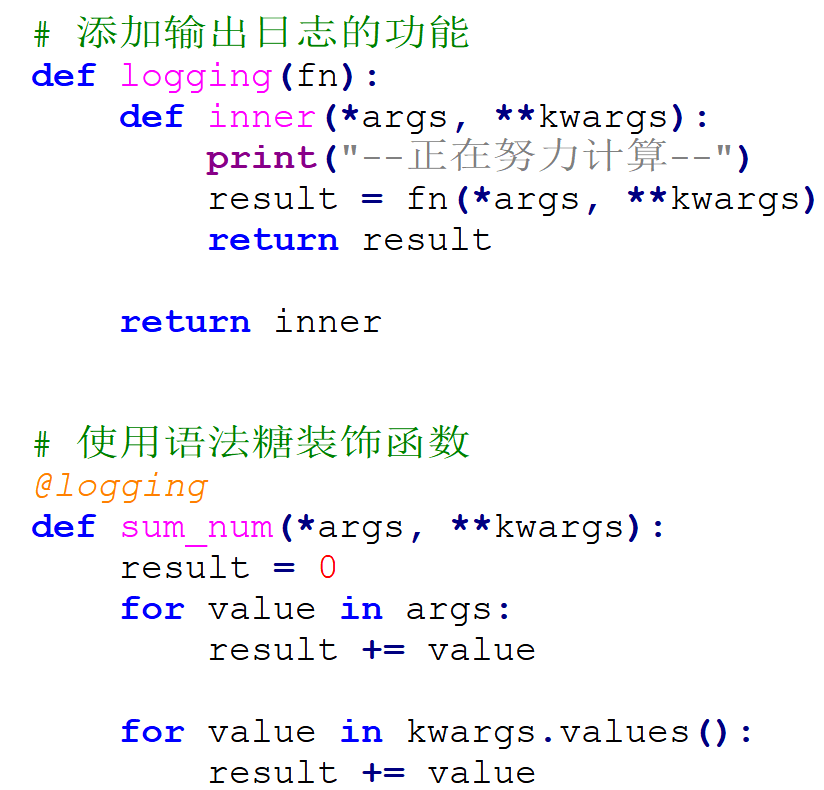 # 添加输出日志的功能
def logging(fn):
    def inner(*args, **kwargs):
        print("--正在努力计算--")
        result = fn(*args, **kwargs)
        return result

    return inner


# 使用语法糖装饰函数
@logging
def sum_num(*args, **kwargs):
    result = 0
    for value in args:
        result += value

    for value in kwargs.values():
        result += value